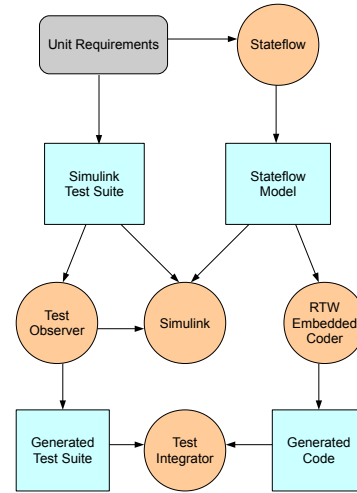 Unit Requirements
Stateflow
Simulink
Test Suite
Stateflow
Model
Test
Observer
Simulink
RTW
Embedded
Coder
Generated
Test Suite
Test
Integrator
Generated
Code